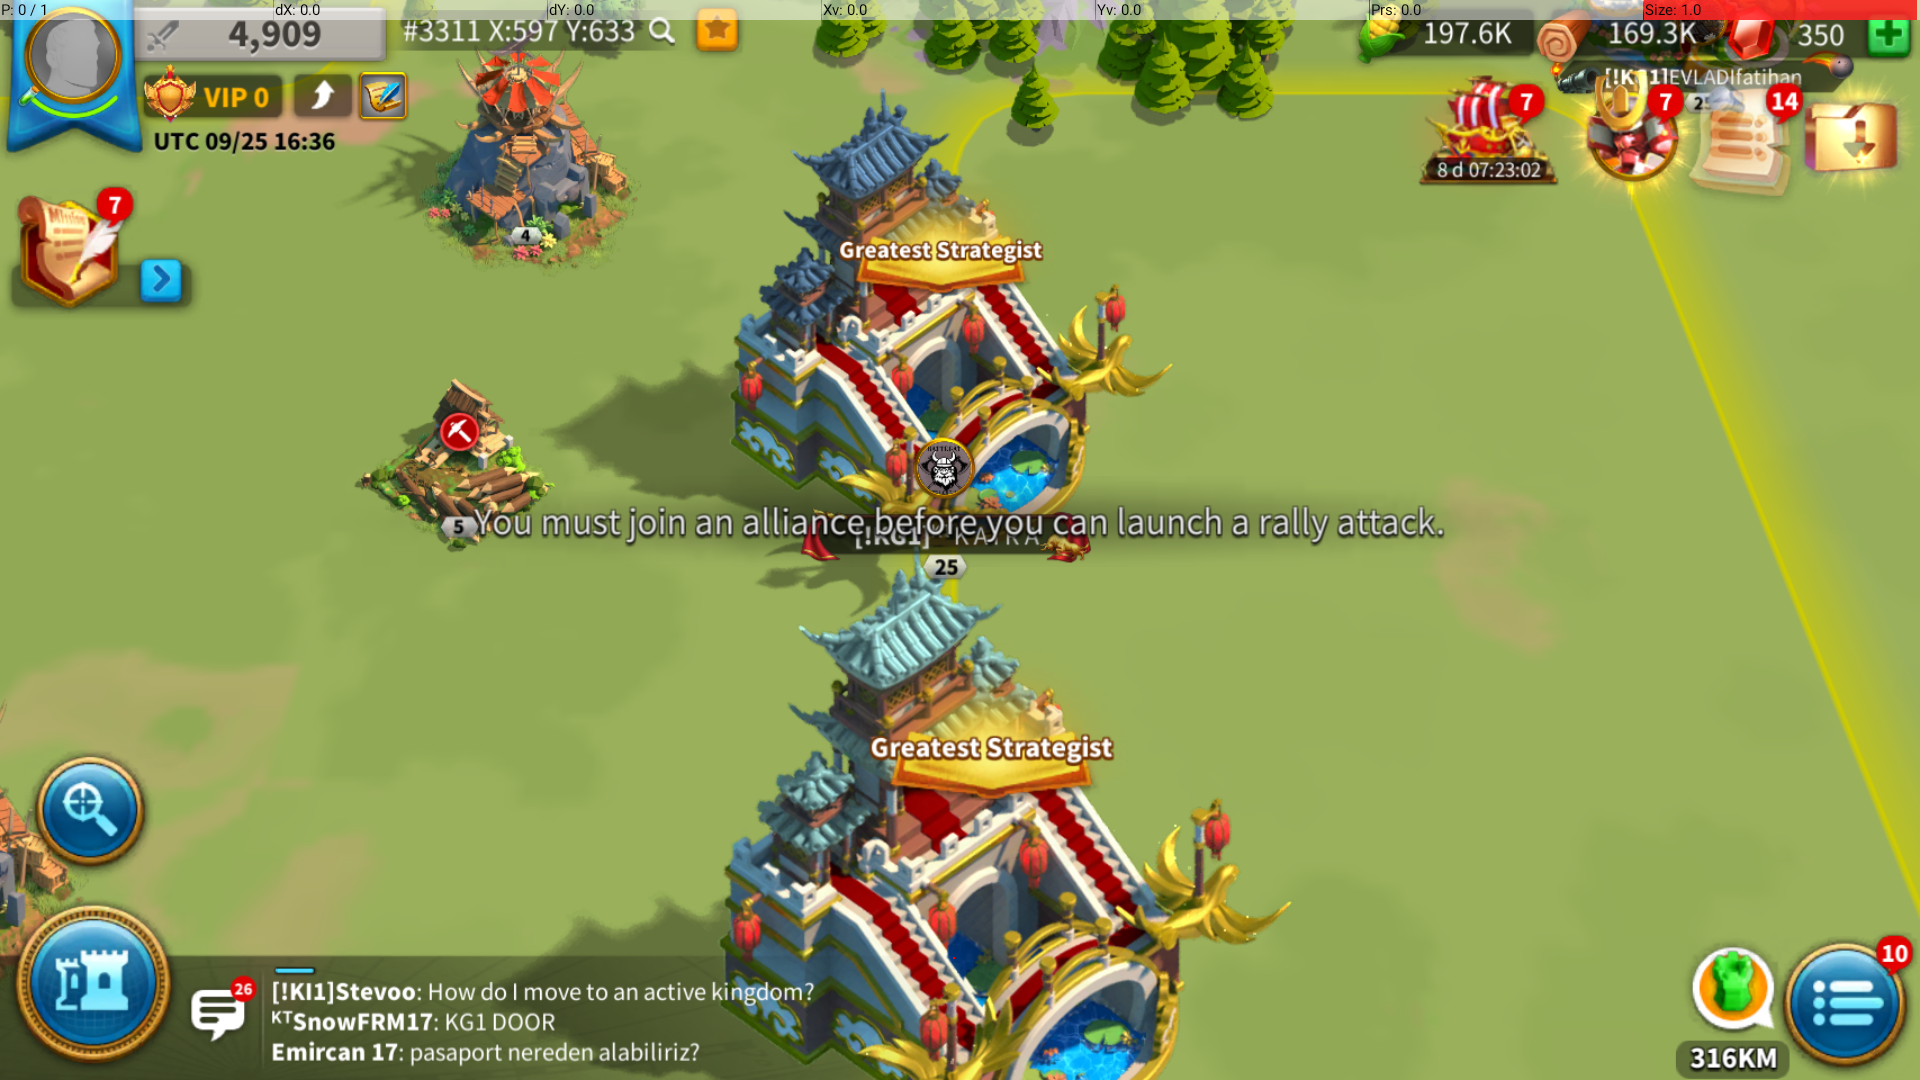 P: 0 / 1
dX: 0.0
dY: 0.0
Xv: 0.0
Yv: 0.0
Prs: 0.0
Size: 1.0
4,909
#3311 X:597 Y:633
197.6K
169.3K
350
VIP 0
UTC 09/25 16:36
7
8 d 07:23:02
7
14
7
Mission
4
Greatest Strategist
5
You must join an alliance before you can launch a rally attack.
25
Greatest Strategist
26
[!KI1]Stevoo: How do I move to an active kingdom?
KTSnowFRM17: KG1 DOOR
Emircan 17: pasaport nereden alabiliriz?
10
316KM